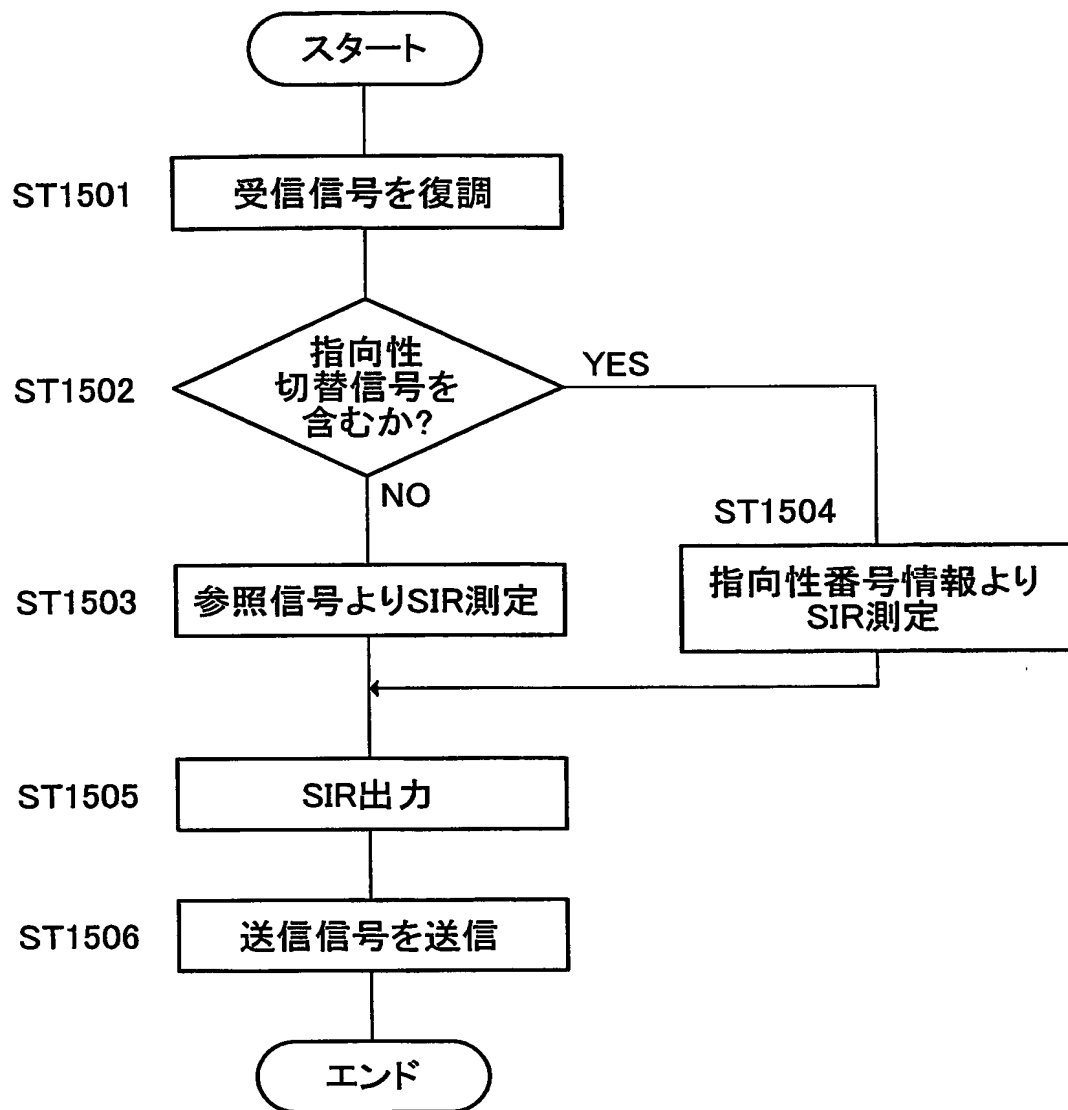 スタート
ST1501
受信信号を復調
ST1502
指向性
切替信号を
含むか?
YES
NO
ST1504
ST1503
参照信号よりSIR測定
指向性番号情報より
SIR測定
ST1505
SIR出力
ST1506
送信信号を送信
エンド